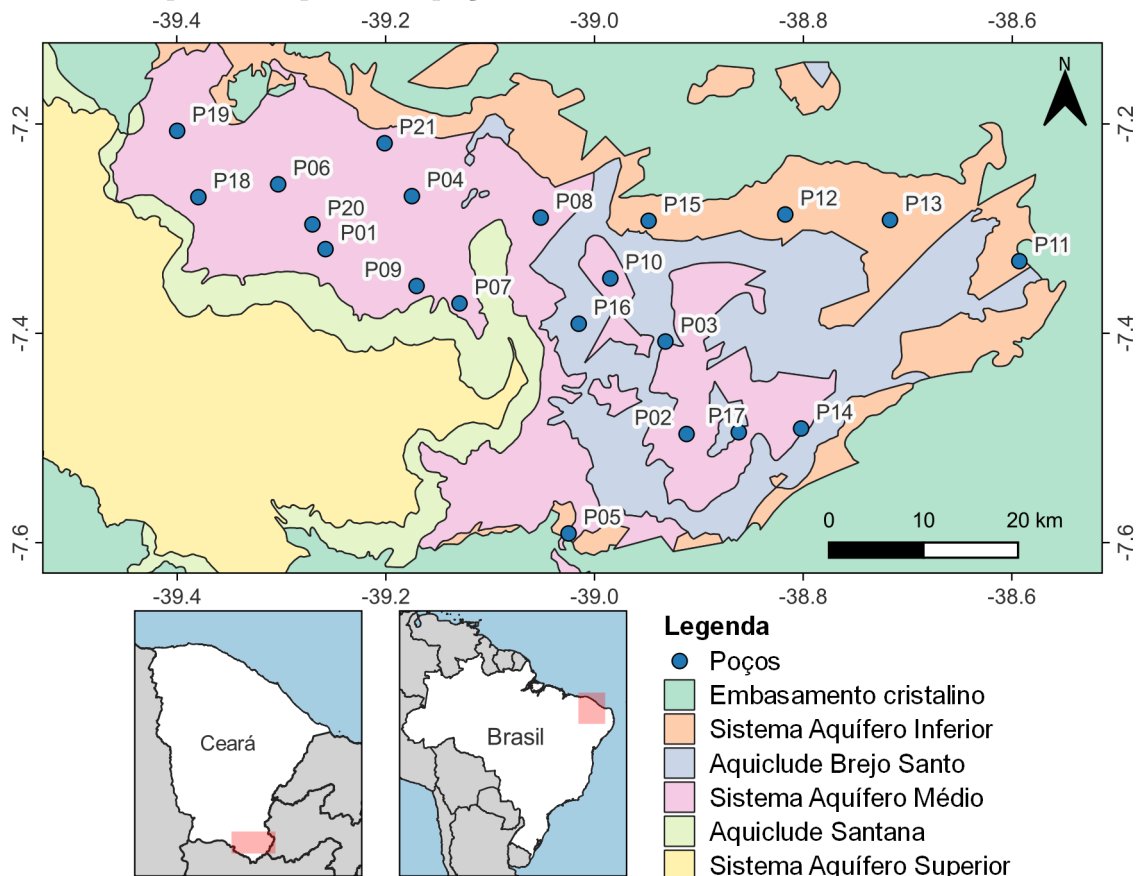 -39.4 -39.2 -39.0 -38.8 -38.6
N
-7.2 -7.2
P19
P21
P18 P06 P04
P08 P15 P12 P13
P20
P01
P11
P09 P07 P10
P16 P03
-7.4 -7.4
P02 P17 P14
P05
0 10 20 km
-7.6 -7.6
-39.4 -39.2 -39.0 -38.8 -38.6
Ceará
Brasil
Legenda
Poços
Embasamento cristalino
Sistema Aquífero Inferior
Aquiclude Brejo Santo
Sistema Aquífero Médio
Aquiclude Santana
Sistema Aquífero Superior